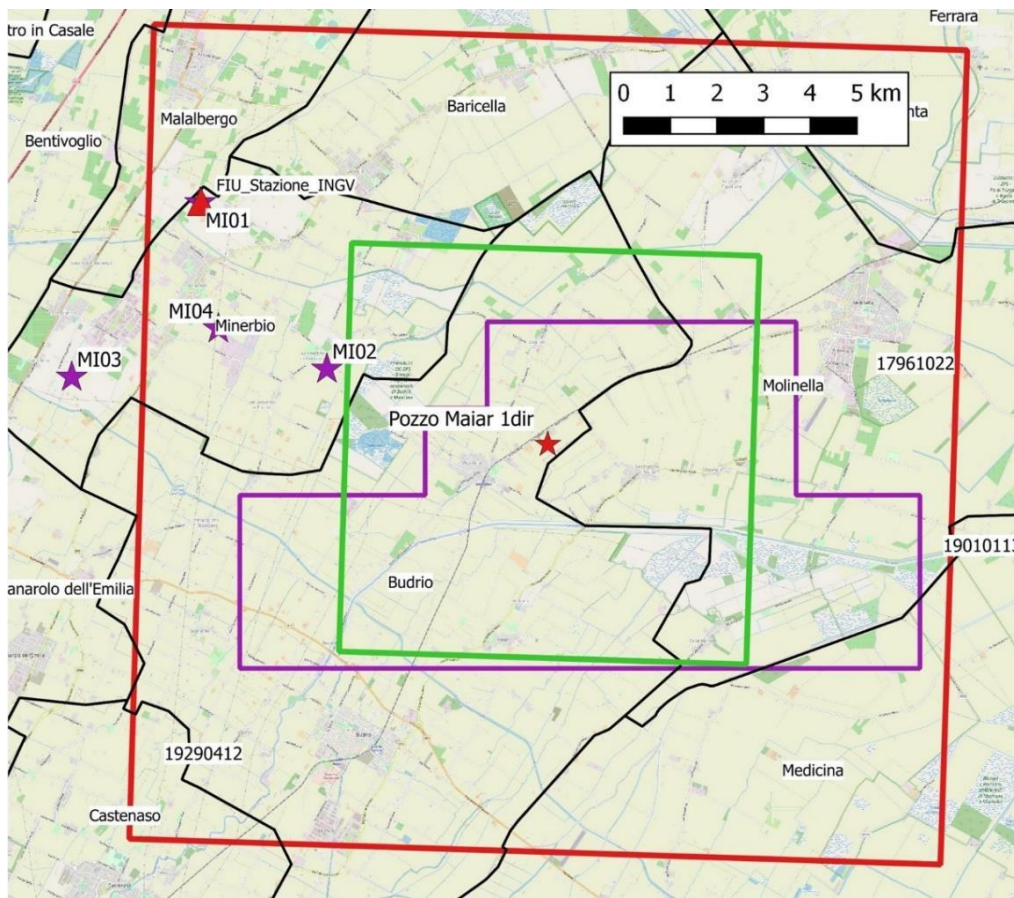 tro in Casale
Ferrara
Baricella
0 1 2 3 4 5 km
nta
Malalbergo
Bentivoglio
FIU_Stazione_INGV
MI01
MI04
Minerbio
MI03
MI02
17961022
Molinella
Pozzo Maiar 1dir
19010113
Budrio
anarolo dell'Emilia
19290412
Medicina
Castenaso
Budrio